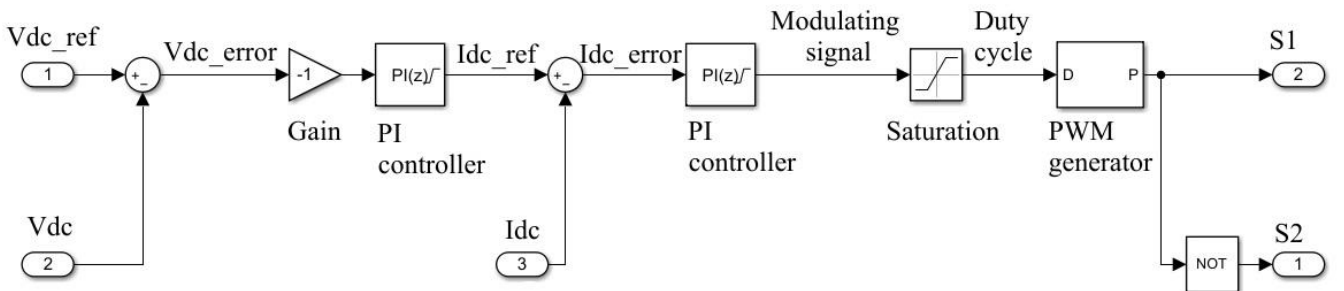 Vdc_ref
1
+
−
Vdc_error
-1
Gain
PI(z)
PI
controller
Idc_ref
+
−
Idc_error
PI(z)
PI
controller
Modulating
signal
Saturation
Duty
cycle
D
P
PWM
generator
S1
2
Vdc
2
Idc
3
NOT
S2
1